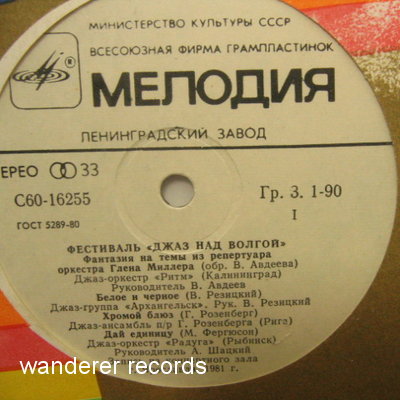 МИНИСТЕРСТВО КУЛЬТУРЫ СССР
ВСЕСОЮЗНАЯ ФИРМА ГРАМПЛАСТИНОК
МЕЛОДИЯ
ЛЕНИНГРАДСКИЙ ЗАВОД
ТЕРЕО 33
С60-16255
Гр. 3. 1-90
ГОСТ 5289-80
I
ФЕСТИВАЛЬ «ДЖАЗ НАД ВОЛГОЙ»
Фантазия на темы из репертуара
оркестра Глена Миллера (обр. В. Авдеева)
Джаз-оркестр «Ритм» (Калининград)
Руководитель В. Авдеев
Белое и черное (В. Резицкий)
Джаз-группа «Архангельск». Рук. В. Резицкий
Хромой блюз (Г. Розенберг)
Джаз-ансамбль п/р Г. Розенберга (Рига)
Дай единицу (М. Фергюсон)
Джаз-оркестр «Радуга» (Рыбинск)
Руководитель А. Шацкий
зала
1981 г.)
wanderer records